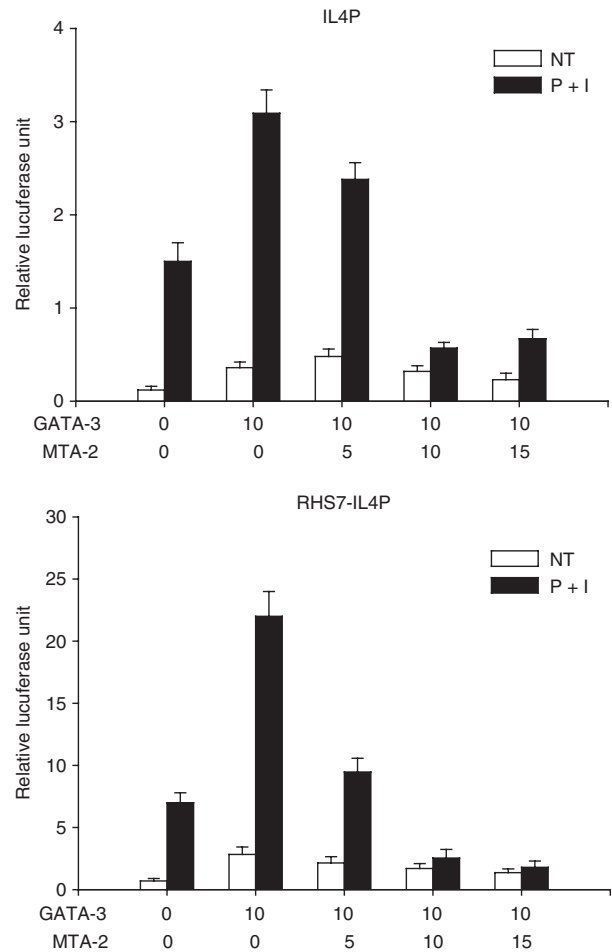 IL4P
NT
P + I
Relative lucuferase unit
4
3
2
1
0
GATA-3 0 10 10 10 10
MTA-2 0 0 5 10 15
RHS7-IL4P
NT
P + I
Relative lucuferase unit
30
25
20
15
10
5
0
GATA-3 0 10 10 10 10
MTA-2 0 0 5 10 15